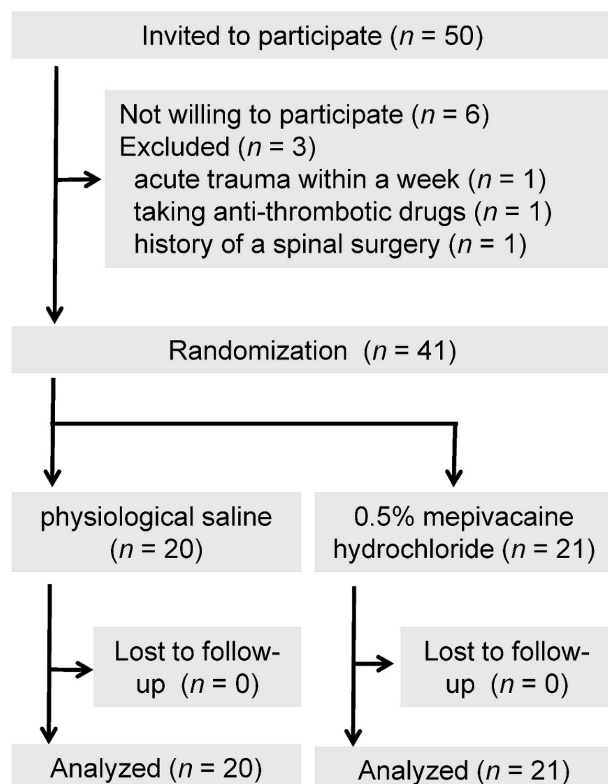 Invited to participate (n = 50)
Not willing to participate (n = 6)
Excluded (n = 3)
acute trauma within a week (n = 1)
taking anti-thrombotic drugs (n = 1)
history of a spinal surgery (n = 1)
Randomization (n = 41)
physiological saline
(n = 20)
0.5% mepivacaine
hydrochloride (n = 21)
Lost to follow-
up (n = 0)
Lost to follow-
up (n = 0)
Analyzed (n = 20)
Analyzed (n = 21)